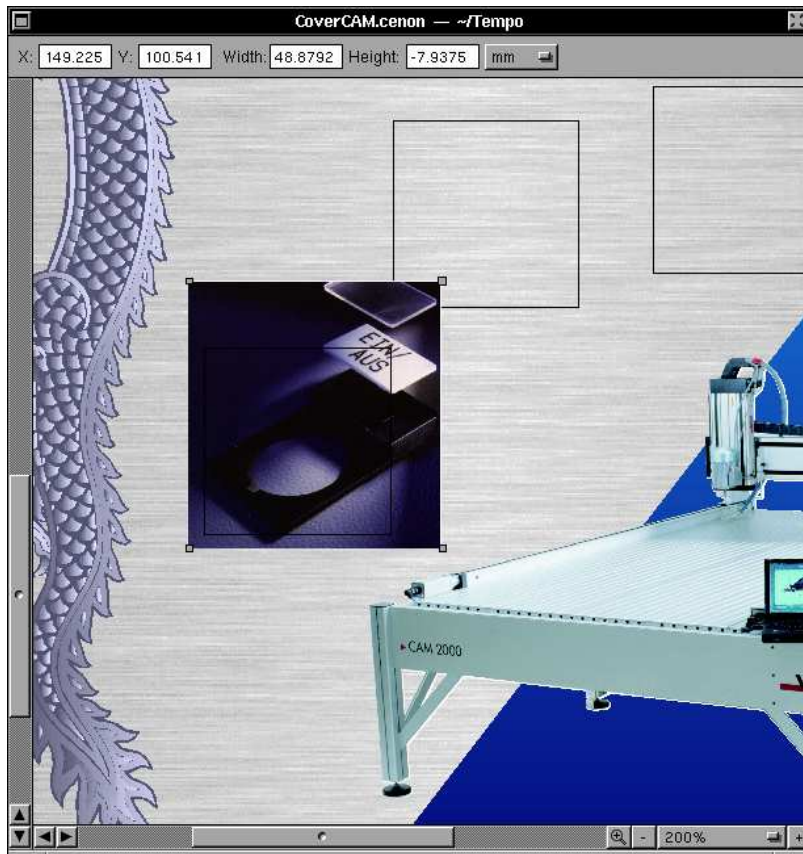 CoverCAM.cenon — ~/Tempo
X: 149.225 Y: 100.541 Width: 48.8792 Height: -7.9375 mm
EIN/
AUS
CAM 2000
- 200% +